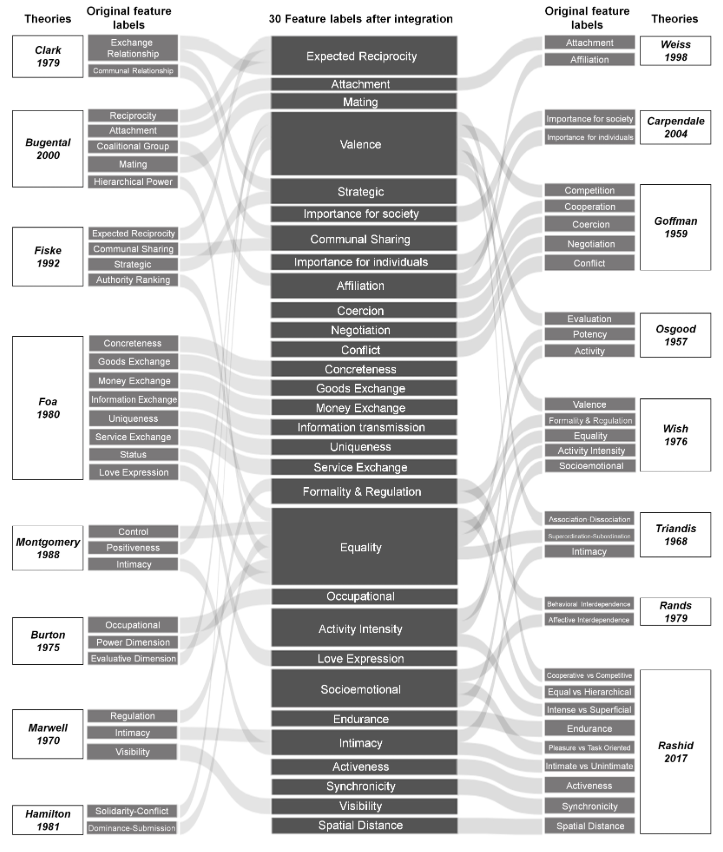 Theories
Original feature
labels
30 Feature labels after integration
Original feature
labels
Theories
Clark
1979
Exchange
Relationship
Communal Relationship
Bugental
2000
Reciprocity
Attachment
Coalitional Group
Mating
Hierarchical Power
Fiske
1992
Expected Reciprocity
Communal Sharing
Strategic
Authority Ranking
Foa
1980
Concreteness
Goods Exchange
Money Exchange
Information Exchange
Uniqueness
Service Exchange
Status
Love Expression
Montgomery
1988
Control
Positiveness
Intimacy
Burton
1975
Occupational
Power Dimension
Evaluative Dimension
Marwell
1970
Regulation
Intimacy
Visibility
Hamilton
1981
Solidarity-Conflict
Dominance-Submission
Expected Reciprocity
Attachment
Mating
Valence
Strategic
Importance for society
Communal Sharing
Importance for individuals
Affiliation
Coercion
Negotiation
Conflict
Concreteness
Goods Exchange
Money Exchange
Information transmission
Uniqueness
Service Exchange
Formality & Regulation
Equality
Occupational
Activity Intensity
Love Expression
Socioemotional
Endurance
Intimacy
Activeness
Synchronicity
Visibility
Spatial Distance
Attachment
Affiliation
Weiss
1998
Importance for society
Importance for individuals
Carpendale
2004
Competition
Cooperation
Coercion
Negotiation
Conflict
Goffman
1959
Evaluation
Potency
Activity
Osgood
1957
Valence
Formality & Regulation
Equality
Activity Intensity
Socioemotional
Wish
1976
Association Dissociation
Superordination-Subordination
Intimacy
Triandis
1968
Behavioral Interdependence
Affective Interdependence
Rands
1979
Cooperative vs Competitive
Equal vs Hierarchical
Intense vs Superficial
Endurance
Pleasure vs Task Oriented
Intimate vs Unintimate
Activeness
Synchronicity
Spatial Distance
Rashid
2017